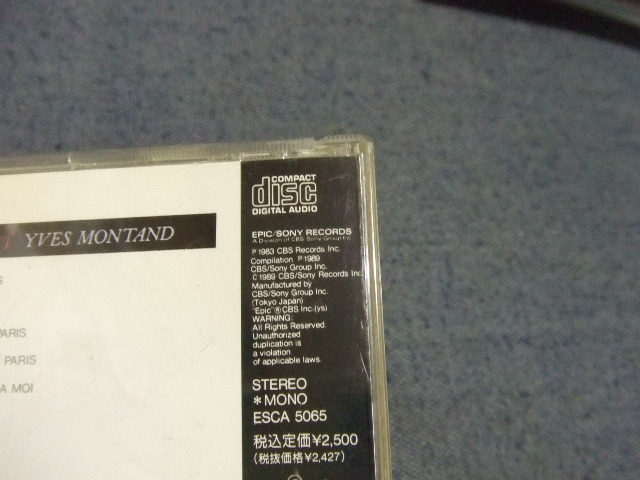 COMPACT
disc
DIGITAL AUDIO
YVES MONTAND
EPIC/SONY RECORDS
A Division of CBS/Sony Group Inc.
℗ 1983 CBS Records Inc.
Compilation ℗ 1989
CBS/Sony Group Inc.
© 1989 CBS/Sony Records Inc.
Manufactured by
CBS/Sony Group Inc.
(Tokyo Japan)
"Epic" ® CBS Inc.(ys)
WARNING:
All Rights Reserved.
Unauthorized
duplication is
a violation
of applicable laws.
PARIS
PARIS
A MOI
STEREO
*MONO
ESCA 5065
税込定価¥2,500
(税抜価格¥2,427)